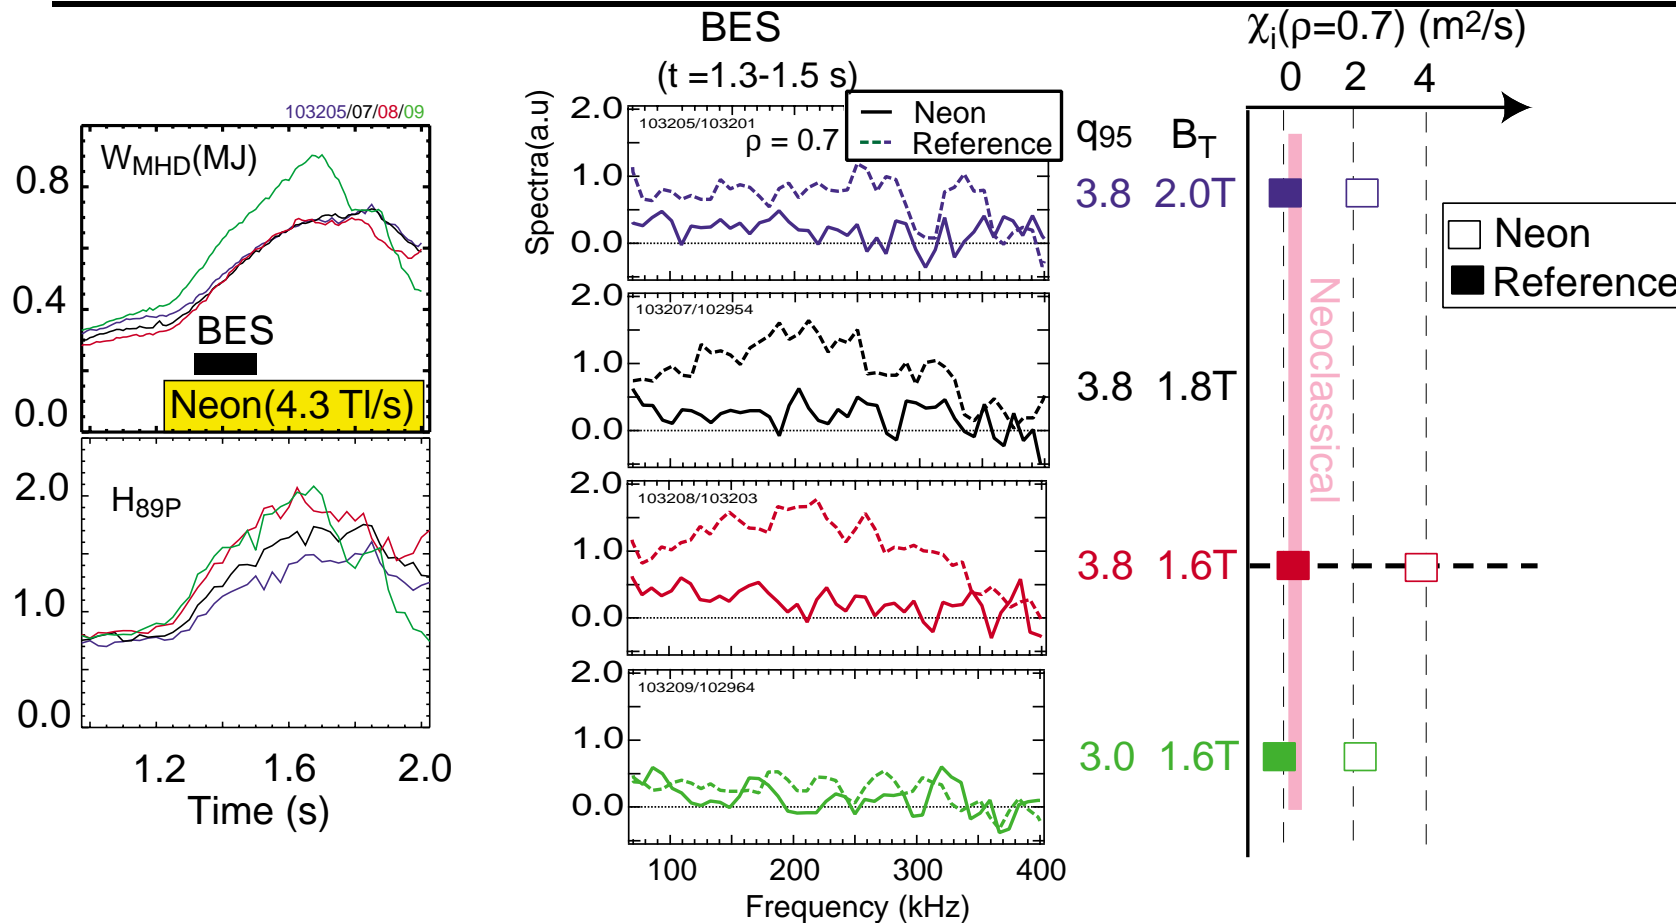 103205/07/08/09
W_MHD(MJ)
0.8
0.4
0.0
BES
Neon(4.3 Tl/s)
H_89P
2.0
1.0
0.0
1.2 1.6 2.0
Time (s)
BES
(t =1.3-1.5 s)
Neon
Reference
Spectra(a.u)
2.0
1.0
0.0
103205/103201
ρ = 0.7
2.0
1.0
0.0
103207/102954
2.0
1.0
0.0
103208/103203
2.0
1.0
0.0
103209/102964
100 200 300 400
Frequency (kHz)
q95 B_T
3.8 2.0T
3.8 1.8T
3.8 1.6T
3.0 1.6T
χ_i(ρ=0.7) (m2/s)
0 2 4
Neoclassical
Neon
Reference